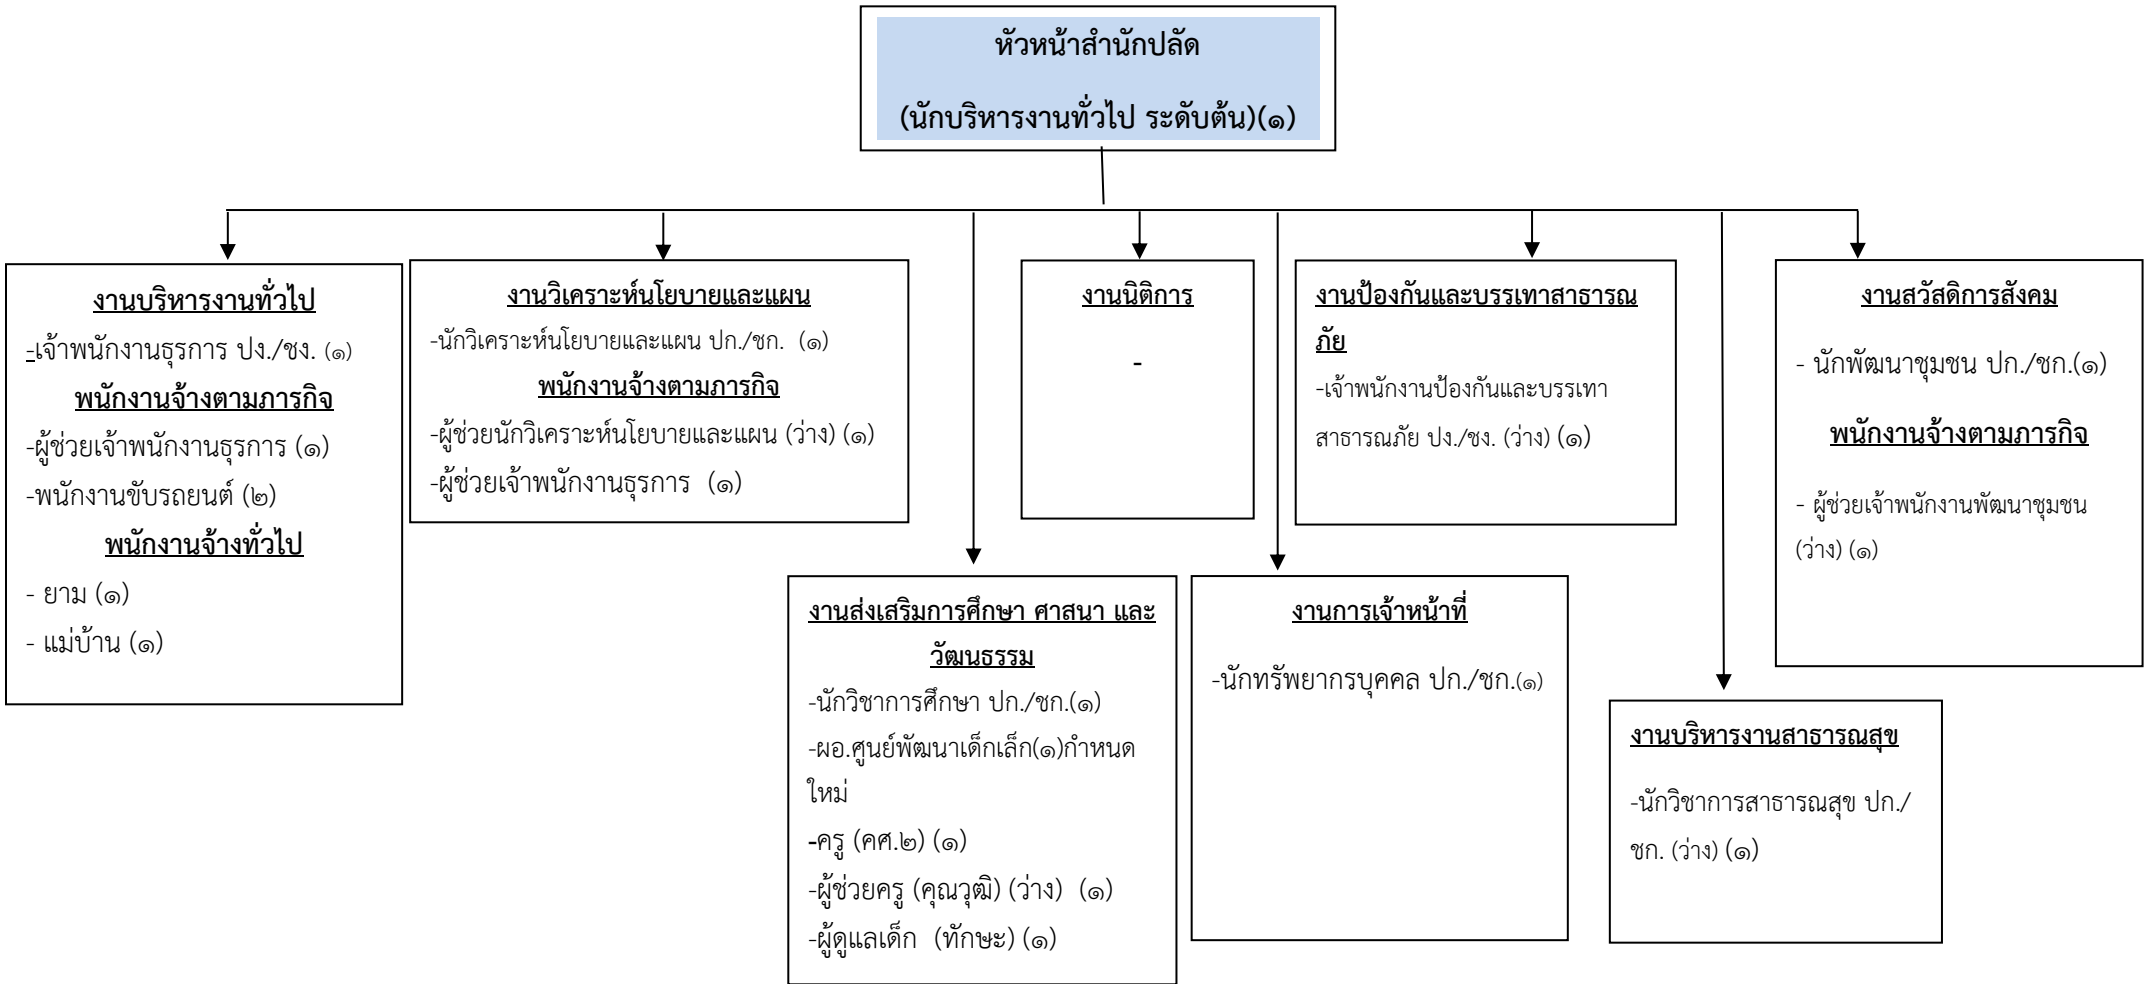 หัวหน้าสำนักปลัด
(นักบริหารงานทั่วไป ระดับต้น)(๑)
งานบริหารงานทั่วไป
-เจ้าพนักงานธุรการ ปง./ชง. (๑)
พนักงานจ้างตามภารกิจ
-ผู้ช่วยเจ้าพนักงานธุรการ (๑)
-พนักงานขับรถยนต์ (๒)
พนักงานจ้างทั่วไป
- ยาม (๑)
- แม่บ้าน (๑)
งานวิเคราะห์นโยบายและแผน
-นักวิเคราะห์นโยบายและแผน ปก./ชก. (๑)
พนักงานจ้างตามภารกิจ
-ผู้ช่วยนักวิเคราะห์นโยบายและแผน (ว่าง) (๑)
-ผู้ช่วยเจ้าพนักงานธุรการ (๑)
งานนิติการ
-
งานป้องกันและบรรเทาสาธารณ
ภัย
-เจ้าพนักงานป้องกันและบรรเทา
สาธารณภัย ปง./ชง. (ว่าง) (๑)
งานสวัสดิการสังคม
- นักพัฒนาชุมชน ปก./ชก.(๑)
พนักงานจ้างตามภารกิจ
- ผู้ช่วยเจ้าพนักงานพัฒนาชุมชน
(ว่าง) (๑)
งานส่งเสริมการศึกษา ศาสนา และ
วัฒนธรรม
-นักวิชาการศึกษา ปก./ชก.(๑)
-ผอ.ศูนย์พัฒนาเด็กเล็ก(๑)กำหนด
ใหม่
-ครู (คศ.๒) (๑)
-ผู้ช่วยครู (คุณวุฒิ) (ว่าง) (๑)
-ผู้ดูแลเด็ก (ทักษะ) (๑)
งานการเจ้าหน้าที่
-นักทรัพยากรบุคคล ปก./ชก.(๑)
งานบริหารงานสาธารณสุข
-นักวิชาการสาธารณสุข ปก./
ชก. (ว่าง) (๑)